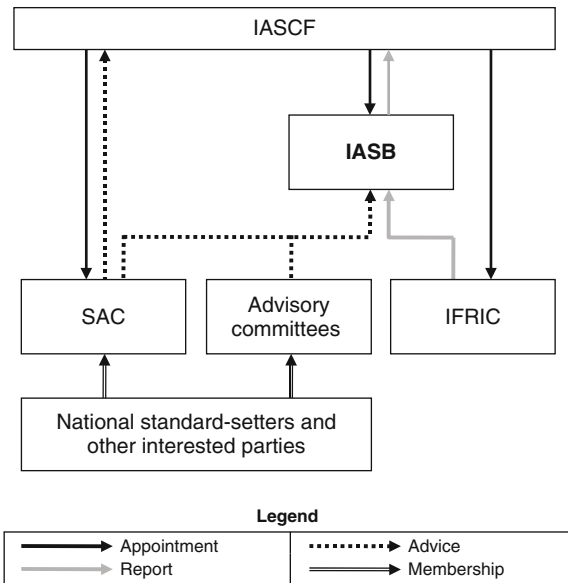 IASCF
IASB
SAC
Advisory
committees
IFRIC
National standard-setters and
other interested parties
Legend
Appointment
Advice
Report
Membership